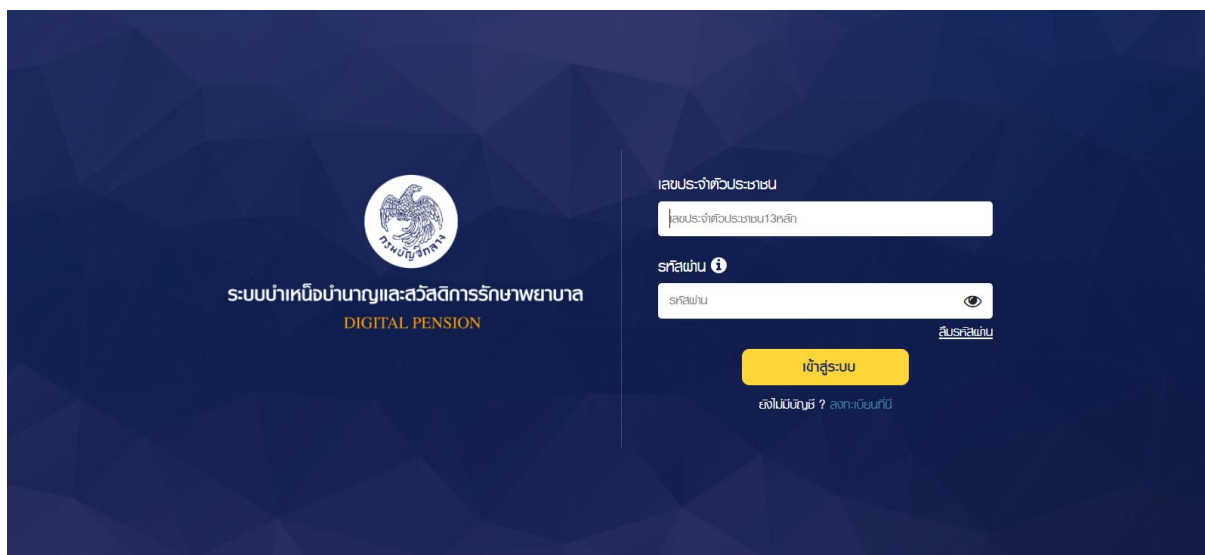 กรมบัญชีกลาง
ระบบบำเหน็จบำนาญและสวัสดิการรักษาพยาบาล
DIGITAL PENSION
เลขประจำตัวประชาชน
เลขประจำตัวประชาชน13หลัก
รหัสผ่าน
รหัสผ่าน
ลืมรหัสผ่าน
เข้าสู่ระบบ
ยังไม่มีบัญชี ? ลงทะเบียนที่นี่